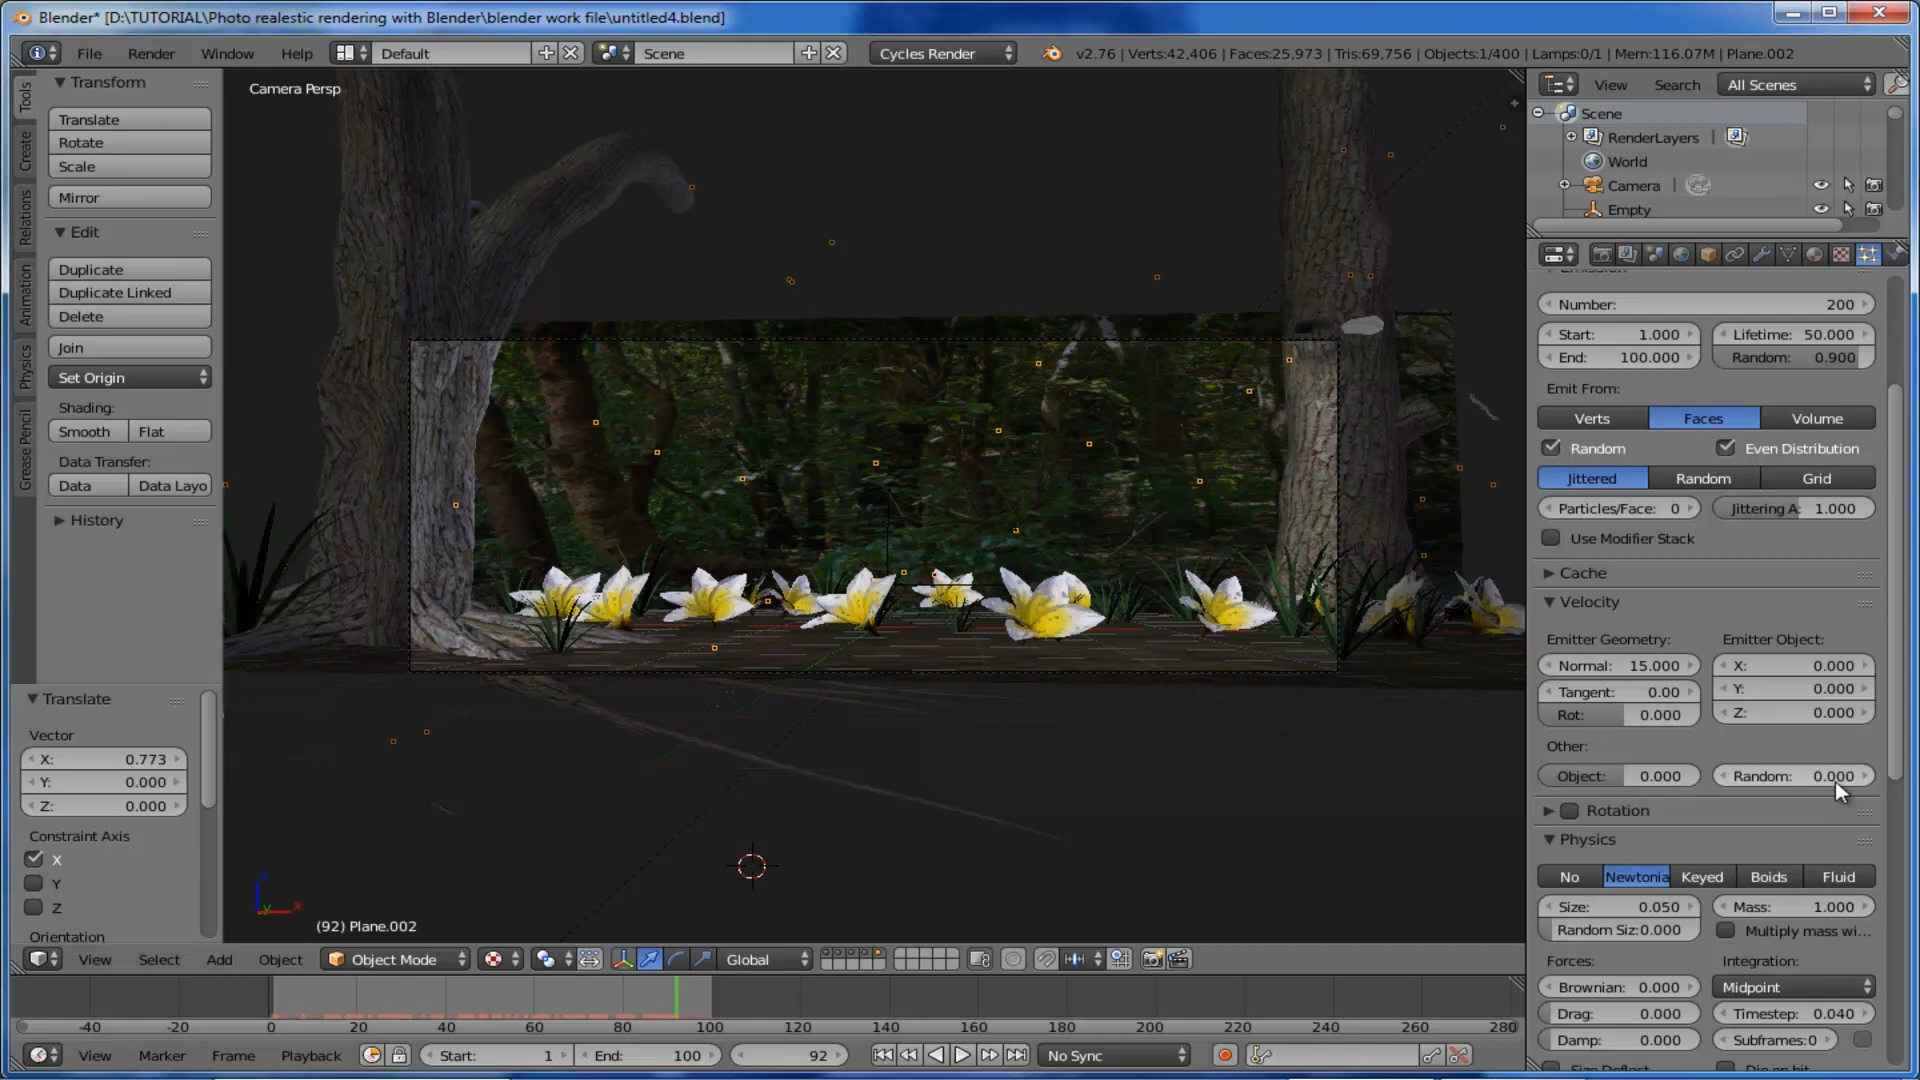 Blender* [D:\TUTORIAL\Photo realestic rendering with Blender\blender work file\untitled4.blend]
File Render Window Help Default Scene Cycles Render v2.76 | Verts:42,406 | Faces:25,973 | Tris:69,756 | Objects:1/400 | Lamps:0/1 | Mem:116.07M | Plane.002
Tools
Create
Relations
Animation
Physics
Grease Pencil
Transform
Translate
Rotate
Scale
Mirror
Edit
Duplicate
Duplicate Linked
Delete
Join
Set Origin
Shading:
Smooth Flat
Data Transfer:
Data Data Layo
History
Translate
Vector
X: 0.773
Y: 0.000
Z: 0.000
Constraint Axis
X
Y
Z
Orientation
Camera Persp
(92) Plane.002
View Select Add Object Object Mode Global
-40 -20 0 20 40 60 80 100 120 140 160 180 200 220 240 260 280
View Marker Frame Playback Start: 1 End: 100 92 No Sync
View Search All Scenes
Scene
RenderLayers |
World
Camera |
Empty
Emission
Number: 200
Start: 1.000 Lifetime: 50.000
End: 100.000 Random: 0.900
Emit From:
Verts Faces Volume
Random Even Distribution
Jittered Random Grid
Particles/Face: 0 Jittering A: 1.000
Use Modifier Stack
Cache
Velocity
Emitter Geometry: Emitter Object:
Normal: 15.000 X: 0.000
Tangent: 0.00 Y: 0.000
Rot: 0.000 Z: 0.000
Other:
Object: 0.000 Random: 0.000
Rotation
Physics
No Newtonia Keyed Boids Fluid
Size: 0.050 Mass: 1.000
Random Siz:0.000 Multiply mass wi...
Forces: Integration:
Brownian: 0.000 Midpoint
Drag: 0.000 Timestep: 0.040
Damp: 0.000 Subframes:0
Size Deflect Die on hit